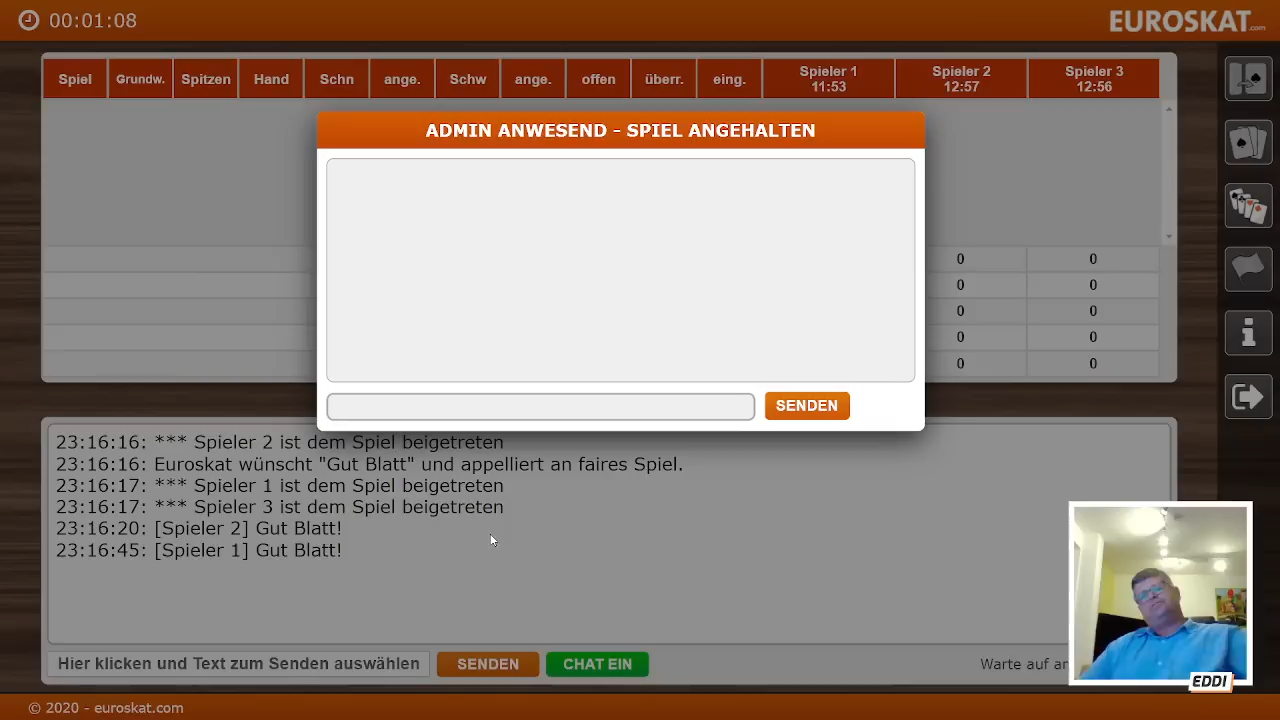 00:01:08
EUROSKAT.com
Spiel Grundw. Spitzen Hand Schn ange. Schw ange. offen überr. eing. Spieler 1 Spieler 2 Spieler 3
11:53 12:57 12:56
ADMIN ANWESEND - SPIEL ANGEHALTEN
0 0
0 0
0 0
0 0
0 0
SENDEN
23:16:16: *** Spieler 2 ist dem Spiel beigetreten
23:16:16: Euroskat wünscht "Gut Blatt" und appelliert an faires Spiel.
23:16:17: *** Spieler 1 ist dem Spiel beigetreten
23:16:17: *** Spieler 3 ist dem Spiel beigetreten
23:16:20: [Spieler 2] Gut Blatt!
23:16:45: [Spieler 1] Gut Blatt!
Hier klicken und Text zum Senden auswählen SENDEN CHAT EIN Warte auf
EDDI
© 2020 - euroskat.com